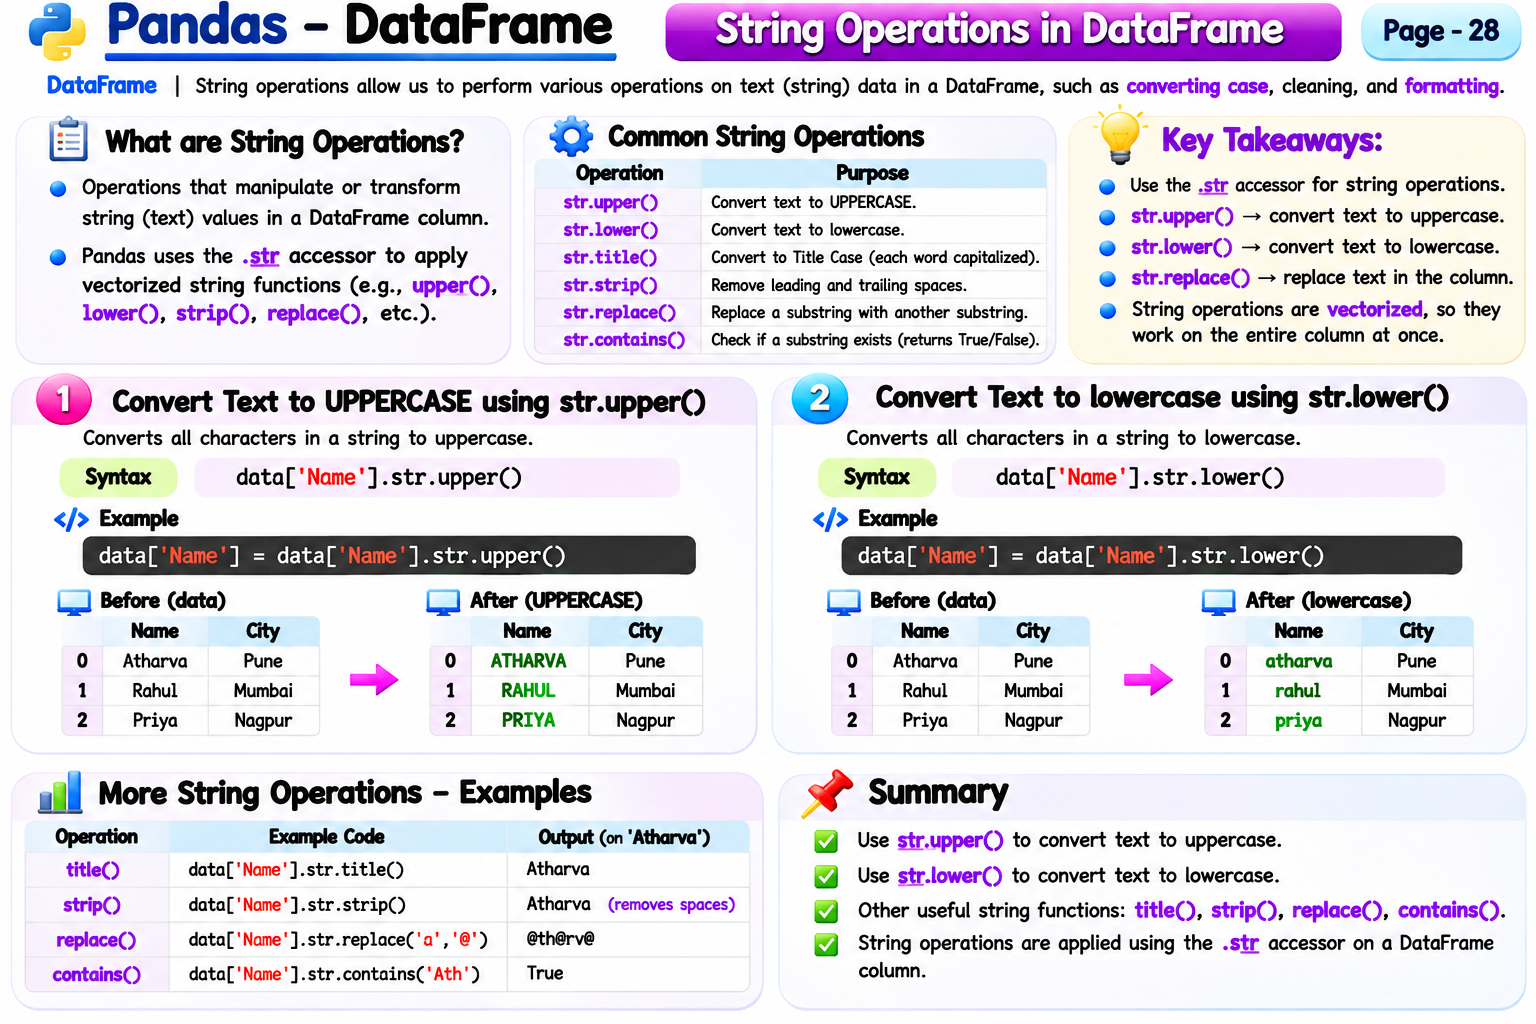 Pandas – DataFrame
String Operations in DataFrame
Page - 28
DataFrame | String operations allow us to perform various operations on text (string) data in a DataFrame, such as converting case, cleaning, and formatting.
What are String Operations?
Operations that manipulate or transform
string (text) values in a DataFrame column.
Pandas uses the .str accessor to apply
vectorized string functions (e.g., upper(),
lower(), strip(), replace(), etc.).
Common String Operations
Operation Purpose
str.upper() Convert text to UPPERCASE.
str.lower() Convert text to lowercase.
str.title() Convert to Title Case (each word capitalized).
str.strip() Remove leading and trailing spaces.
str.replace() Replace a substring with another substring.
str.contains() Check if a substring exists (returns True/False).
Key Takeaways:
Use the .str accessor for string operations.
str.upper() → convert text to uppercase.
str.lower() → convert text to lowercase.
str.replace() → replace text in the column.
String operations are vectorized, so they
work on the entire column at once.
1 Convert Text to UPPERCASE using str.upper()
Converts all characters in a string to uppercase.
Syntax data['Name'].str.upper()
</> Example
data['Name'] = data['Name'].str.upper()
Before (data)
Name City
0 Atharva Pune
1 Rahul Mumbai
2 Priya Nagpur
After (UPPERCASE)
Name City
0 ATHARVA Pune
1 RAHUL Mumbai
2 PRIYA Nagpur
2 Convert Text to lowercase using str.lower()
Converts all characters in a string to lowercase.
Syntax data['Name'].str.lower()
</> Example
data['Name'] = data['Name'].str.lower()
Before (data)
Name City
0 Atharva Pune
1 Rahul Mumbai
2 Priya Nagpur
After (lowercase)
Name City
0 atharva Pune
1 rahul Mumbai
2 priya Nagpur
More String Operations – Examples
Operation Example Code Output (on 'Atharva')
title() data['Name'].str.title() Atharva
strip() data['Name'].str.strip() Atharva (removes spaces)
replace() data['Name'].str.replace('a','@') @th@rv@
contains() data['Name'].str.contains('Ath') True
Summary
Use str.upper() to convert text to uppercase.
Use str.lower() to convert text to lowercase.
Other useful string functions: title(), strip(), replace(), contains().
String operations are applied using the .str accessor on a DataFrame
column.